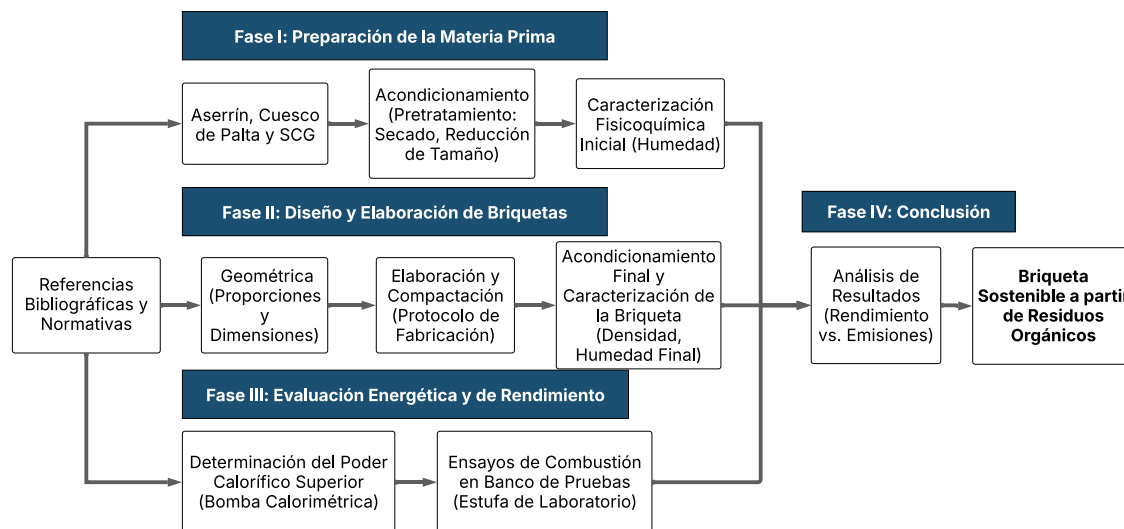 Fase I: Preparación de la Materia Prima
Aserrín, Cuesco
de Palta y SCG
Acondicionamiento
(Pretratamiento:
Secado, Reducción
de Tamaño)
Caracterización
Fisicoquímica
Inicial (Humedad)
Fase II: Diseño y Elaboración de Briquetas
Referencias
Bibliográficas y
Normativas
Geométrica
(Proporciones
y
Dimensiones)
Elaboración y
Compactación
(Protocolo de
Fabricación)
Acondicionamiento
Final y
Caracterización de
la Briqueta
(Densidad,
Humedad Final)
Fase IV: Conclusión
Análisis de
Resultados
(Rendimiento
vs. Emisiones)
Briqueta
Sostenible a partir
de Residuos
Orgánicos
Fase III: Evaluación Energética y de Rendimiento
Determinación del Poder
Calorífico Superior
(Bomba Calorimétrica)
Ensayos de Combustión
en Banco de Pruebas
(Estufa de Laboratorio)